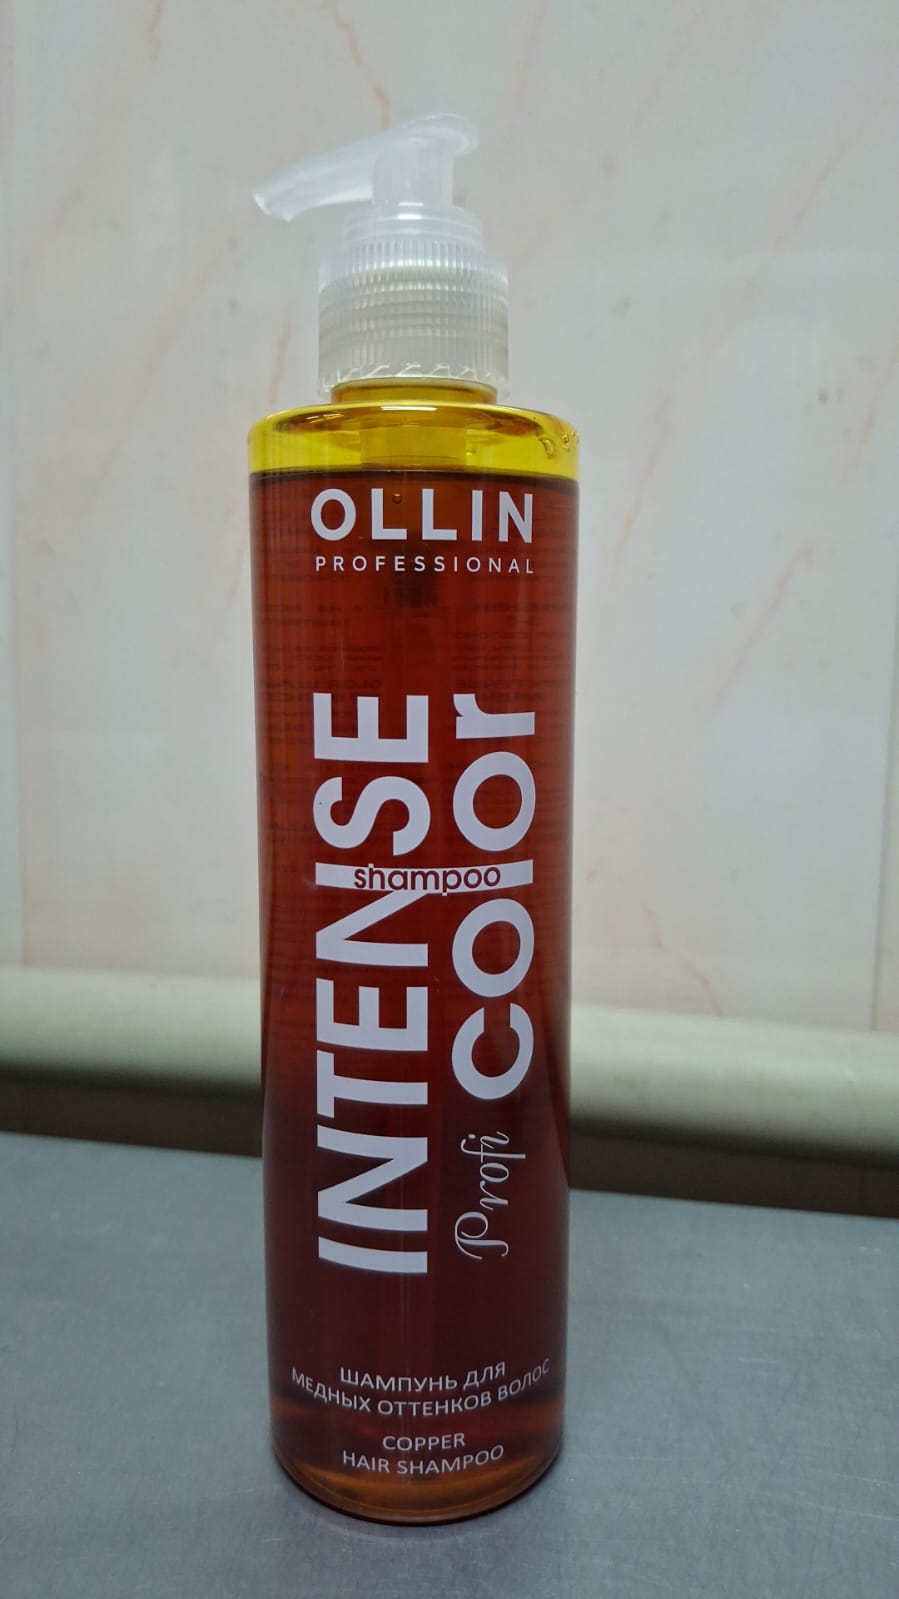 OLLIN
PROFESSIONAL
INTENSE
Profi color
shampoo
ШАМПУНЬ ДЛЯ
МЕДНЫХ ОТТЕНКОВ ВОЛОС
COPPER
HAIR SHAMPOO